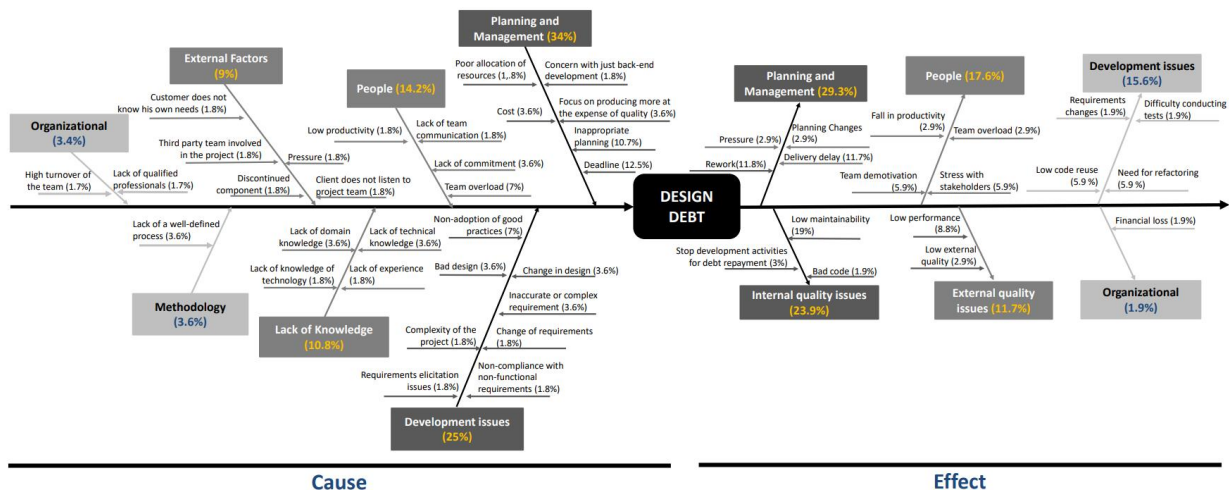 Planning and
Management (34%)
Poor allocation of
resources (1,.8%)
Concern with just back-end
development (1.8%)
Cost (3.6%)
Focus on producing more at
the expense of quality (3.6%)
Inappropriate
planning (10.7%)
Deadline (12.5%)
External Factors
(9%)
Customer does not
know his own needs (1.8%)
Third party team involved
in the project (1.8%)
Pressure (1.8%)
Discontinued
component (1.8%)
Client does not listen to
project team (1.8%)
People (14.2%)
Low productivity (1.8%)
Lack of team
communication (1.8%)
Lack of commitment (3.6%)
Team overload (7%)
Organizational
(3.4%)
High turnover of
the team (1.7%)
Lack of qualified
professionals (1.7%)
Lack of a well-defined
process (3.6%)
Methodology
(3.6%)
Lack of domain
knowledge (3.6%)
Lack of technical
knowledge (3.6%)
Lack of knowledge of
technology (1.8%)
Lack of experience
(1.8%)
Lack of Knowledge
(10.8%)
Non-adoption of good
practices (7%)
Bad design (3.6%)
Change in design (3.6%)
Inaccurate or complex
requirement (3.6%)
Complexity of the
project (1.8%)
Change of requirements
(1.8%)
Requirements elicitation
issues (1.8%)
Non-compliance with
non-functional
requirements (1.8%)
Development issues
(25%)
DESIGN
DEBT
Planning and
Management
(29.3%)
Pressure (2.9%)
Planning Changes
(2.9%)
Rework(11.8%)
Delivery delay (11.7%)
People (17.6%)
Fall in productivity
(2.9%)
Team overload (2.9%)
Team demotivation
(5.9%)
Stress with
stakeholders (5.9%)
Development issues
(15.6%)
Requirements
changes (1.9%)
Difficulty conducting
tests (1.9%)
Low code reuse
(5.9 %)
Need for refactoring
(5.9 %)
Low maintainability
(19%)
Stop development activities
for debt repayment (3%)
Bad code (1.9%)
Internal quality issues
(23.9%)
Low performance
(8.8%)
Low external
quality (2.9%)
External quality
issues (11.7%)
Financial loss (1.9%)
Organizational
(1.9%)
Cause
Effect